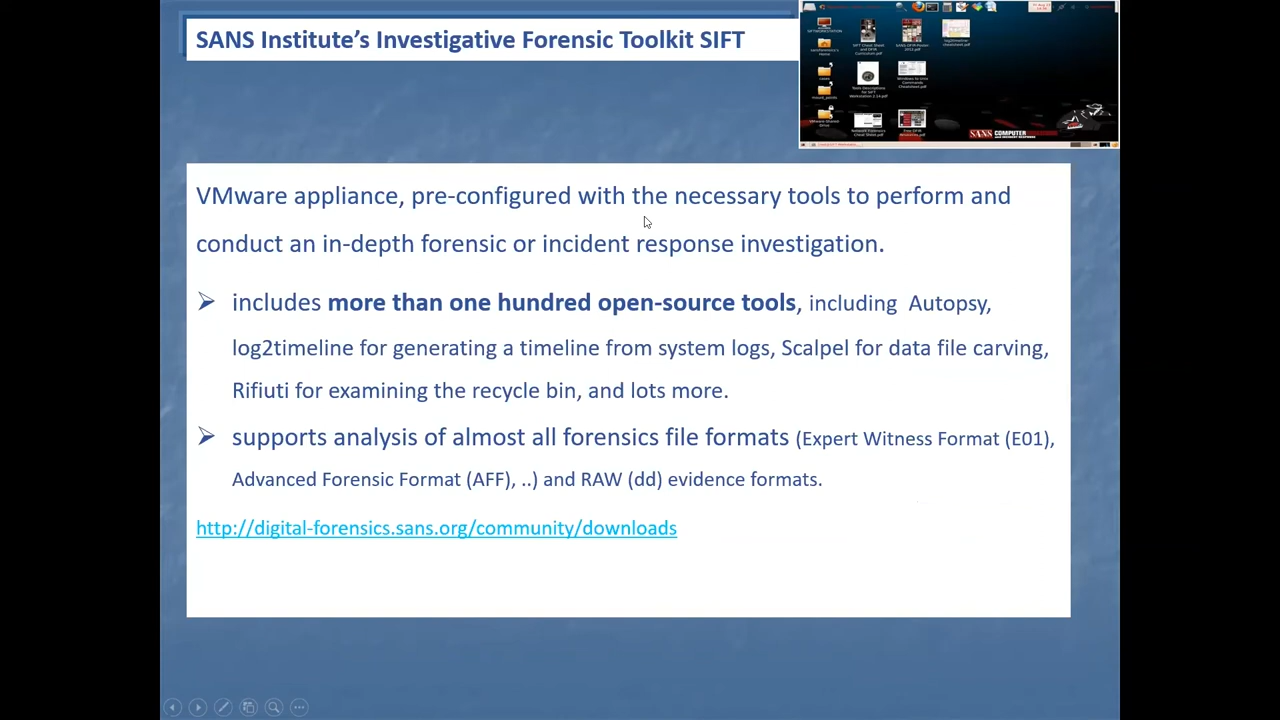 SANS Institute’s Investigative Forensic Toolkit SIFT
SANS COMPUTER
VMware appliance, pre-configured with the necessary tools to perform and
conduct an in-depth forensic or incident response investigation.
➢ includes more than one hundred open-source tools, including Autopsy,
log2timeline for generating a timeline from system logs, Scalpel for data file carving,
Rifiuti for examining the recycle bin, and lots more.
➢ supports analysis of almost all forensics file formats (Expert Witness Format (E01),
Advanced Forensic Format (AFF), ..) and RAW (dd) evidence formats.
http://digital-forensics.sans.org/community/downloads